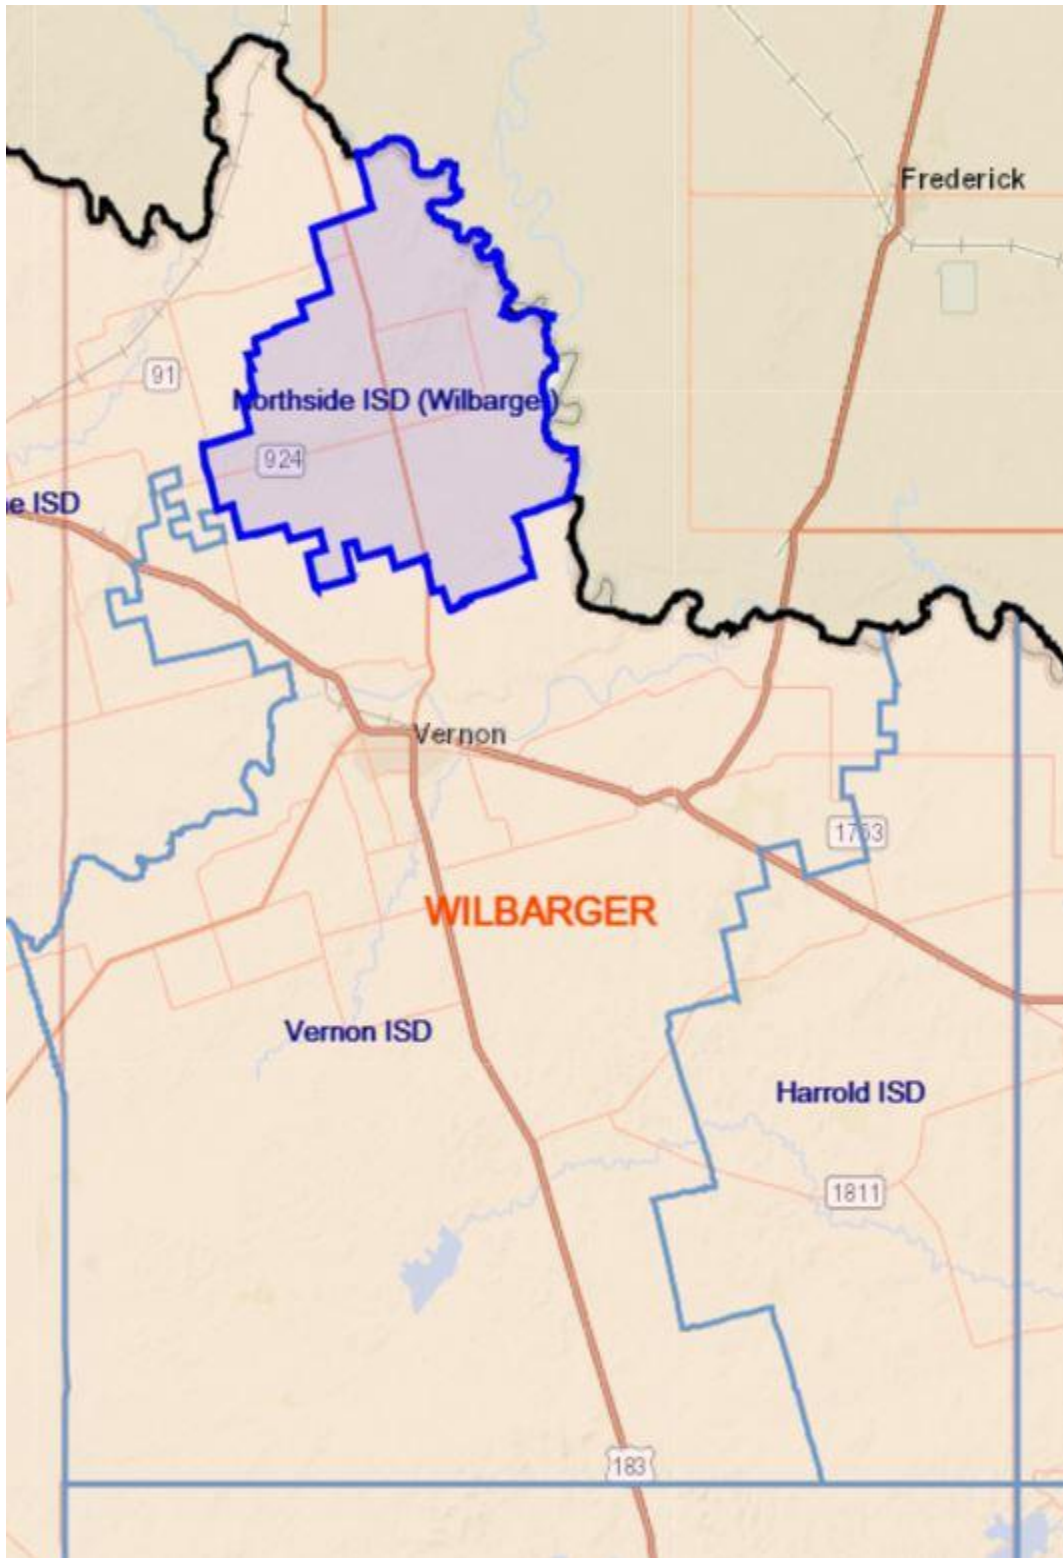 Frederick
91
Northside ISD (Wilbarger)
924
e ISD
Vernon
1763
WILBARGER
Vernon ISD
Harrold ISD
1811
183